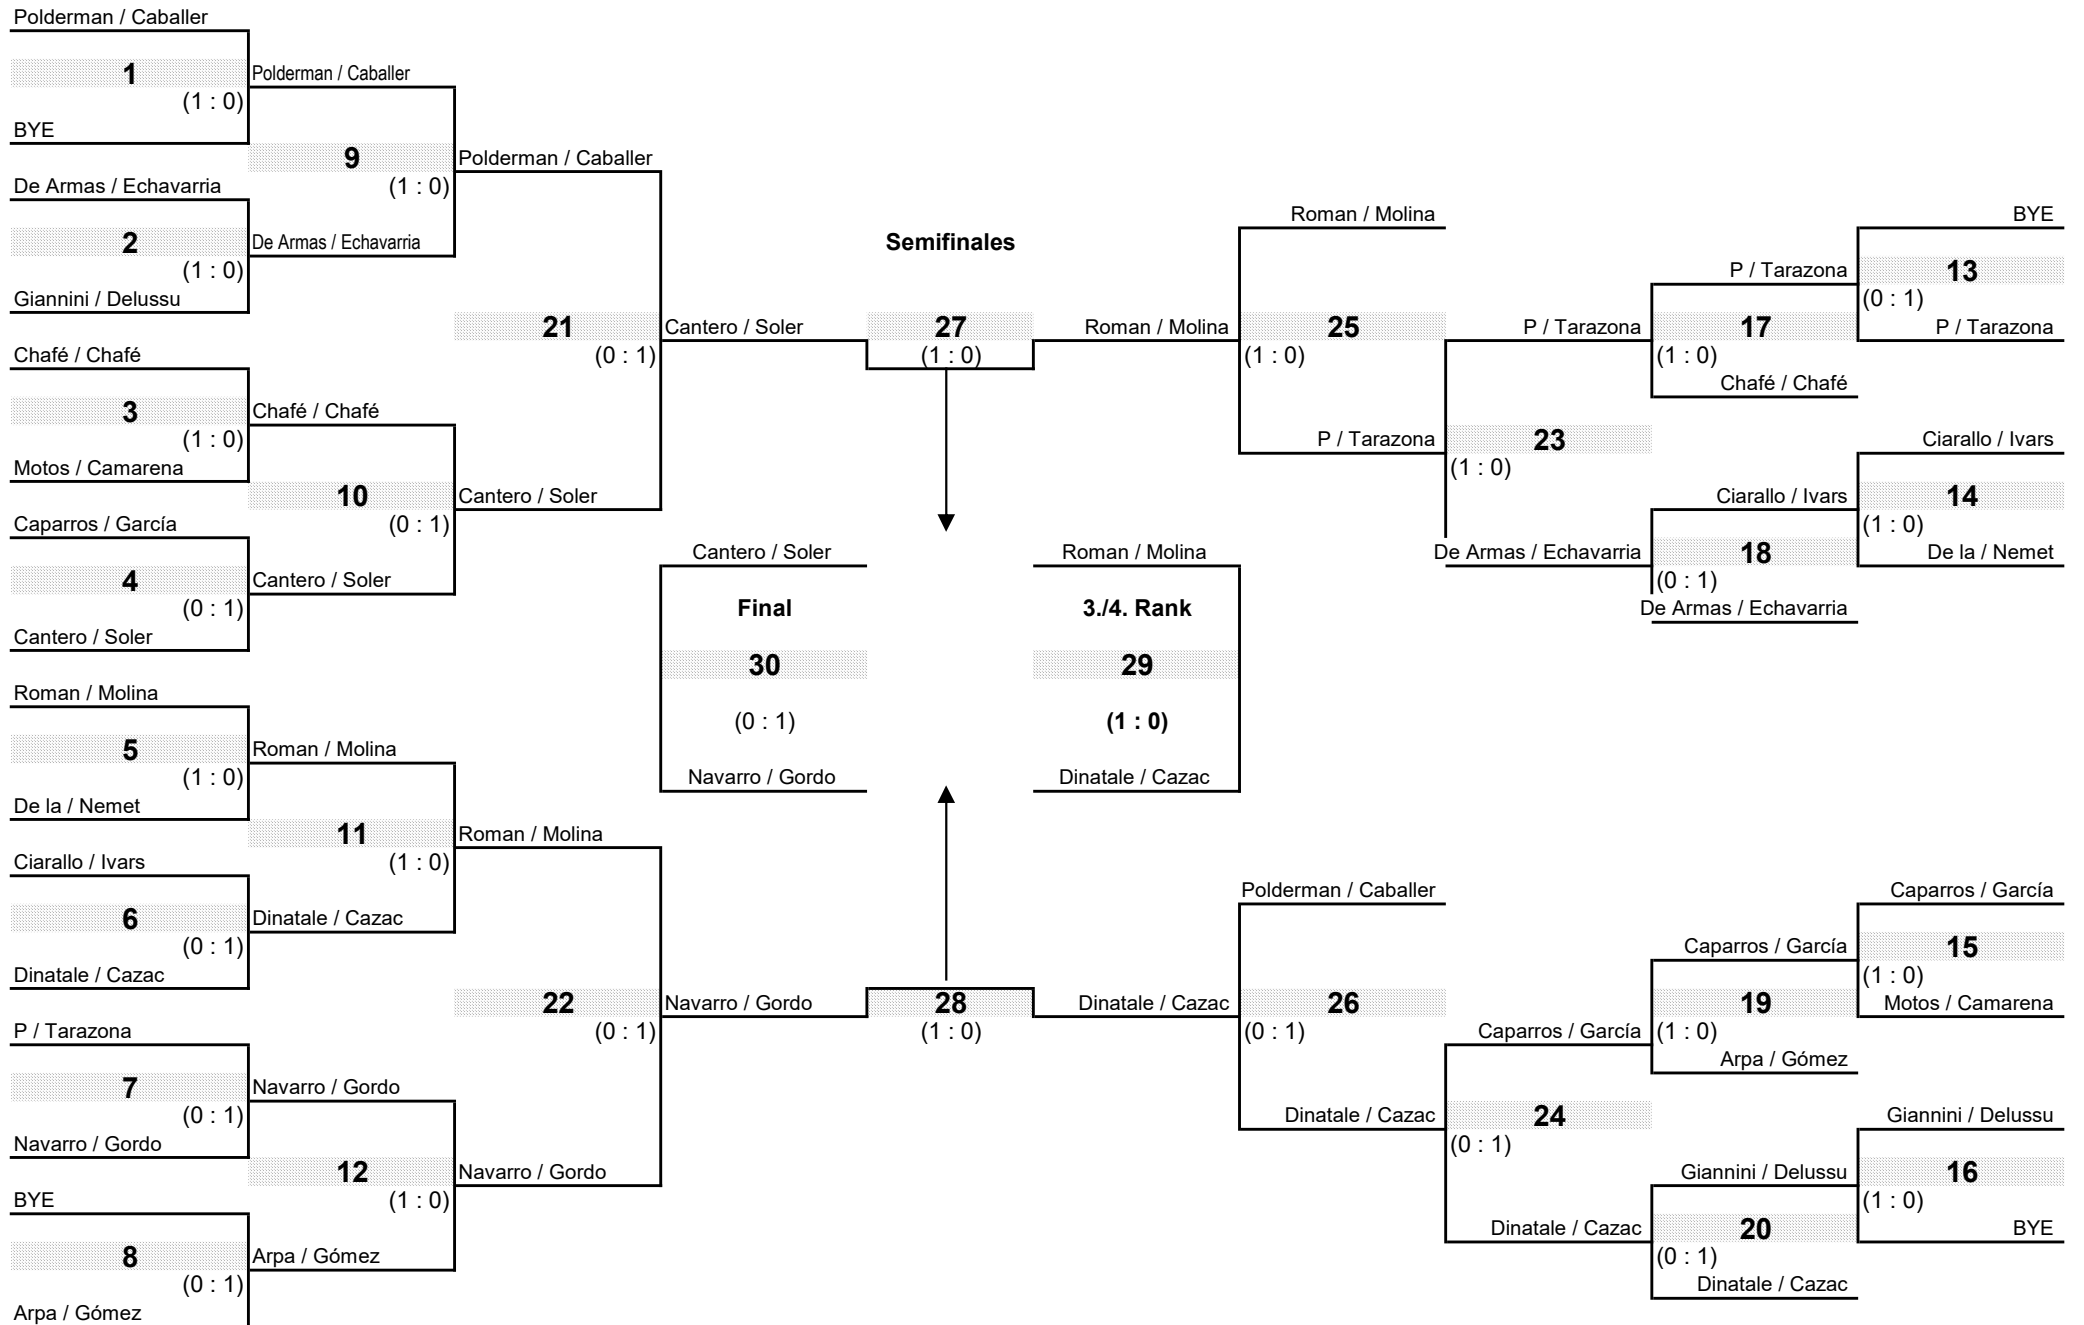 Polderman / Caballer
1
Polderman / Caballer
(1 : 0)
BYE
9
Polderman / Caballer
(1 : 0)
De Armas / Echavarria
2
De Armas / Echavarria
(1 : 0)
Giannini / Delussu
21
Cantero / Soler
(0 : 1)
Chafé / Chafé
3
Chafé / Chafé
(1 : 0)
Motos / Camarena
10
Cantero / Soler
(0 : 1)
Caparros / García
4
Cantero / Soler
(0 : 1)
Cantero / Soler
Roman / Molina
5
Roman / Molina
(1 : 0)
De la / Nemet
11
Roman / Molina
(1 : 0)
Ciarallo / Ivars
6
Dinatale / Cazac
(0 : 1)
Dinatale / Cazac
22
Navarro / Gordo
(0 : 1)
P / Tarazona
7
Navarro / Gordo
(0 : 1)
Navarro / Gordo
12
Navarro / Gordo
(1 : 0)
BYE
8
Arpa / Gómez
(0 : 1)
Arpa / Gómez
Semifinales
27
(1 : 0)
Cantero / Soler
Final
30
(0 : 1)
Navarro / Gordo
Roman / Molina
3./4. Rank
29
(1 : 0)
Dinatale / Cazac
28
(1 : 0)
Roman / Molina
Roman / Molina
25
(1 : 0)
P / Tarazona
P / Tarazona
23
(1 : 0)
De Armas / Echavarria
P / Tarazona
17
(1 : 0)
Chafé / Chafé
BYE
13
(0 : 1)
P / Tarazona
Ciarallo / Ivars
14
(1 : 0)
De la / Nemet
Ciarallo / Ivars
18
(0 : 1)
De Armas / Echavarria
Polderman / Caballer
Dinatale / Cazac
26
(0 : 1)
Dinatale / Cazac
Caparros / García
24
(0 : 1)
Dinatale / Cazac
Caparros / García
19
(1 : 0)
Arpa / Gómez
Caparros / García
15
(1 : 0)
Motos / Camarena
Giannini / Delussu
16
(1 : 0)
BYE
Giannini / Delussu
20
(0 : 1)
Dinatale / Cazac